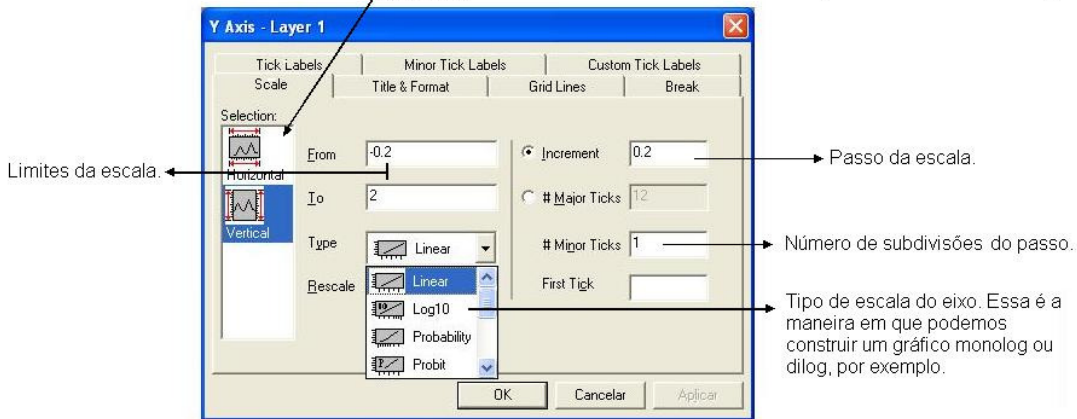 Y Axis - Layer 1
Tick Labels Minor Tick Labels Custom Tick Labels
Scale Title & Format Grid Lines Break
Selection:
Horizontal
Vertical
From -0.2
To 2
Type Linear
Rescale
Linear
Log10
Probability
Probit
Increment 0.2
# Major Ticks 12
# Minor Ticks 1
First Tick
OK Cancelar Aplicar
Limites da escala.
Passo da escala.
Número de subdivisões do passo.
Tipo de escala do eixo. Essa é a
maneira em que podemos
construir um gráfico monolog ou
dilog, por exemplo.